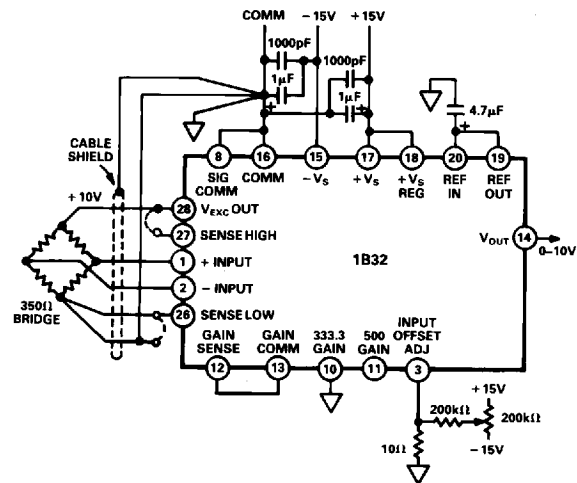 COMM −15V +15V
1000pF
1000pF
1µF
1µF
+
+
4.7µF
+
CABLE
SHIELD
8 16 15 17 18 20 19
SIG
COMM
COMM
−VS
+VS
+VS
REG
REF
IN
REF
OUT
+10V
28 VEXC OUT
27 SENSE HIGH
1 + INPUT
2 − INPUT
26 SENSE LOW
350Ω
BRIDGE
1B32
VOUT 14
0–10V
GAIN
SENSE
GAIN
COMM
333.3
GAIN
500
GAIN
INPUT
OFFSET
ADJ
12 13 10 11 3
+15V
200kΩ
200kΩ
−15V
10Ω